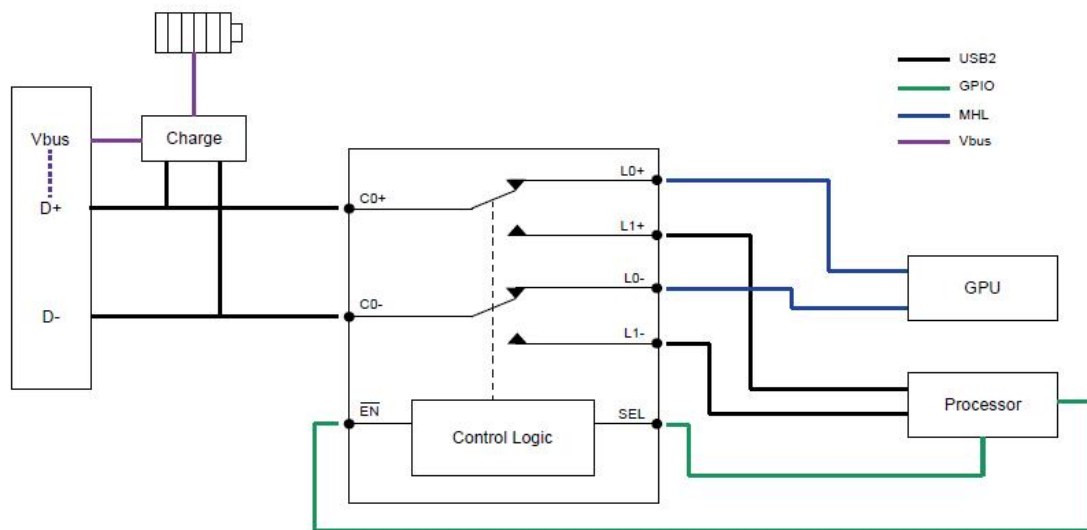 USB2
GPIO
MHL
Vbus
Vbus
Charge
D+
D-
C0+
C0-
L0+
L1+
L0-
L1-
EN
SEL
Control Logic
GPU
Processor